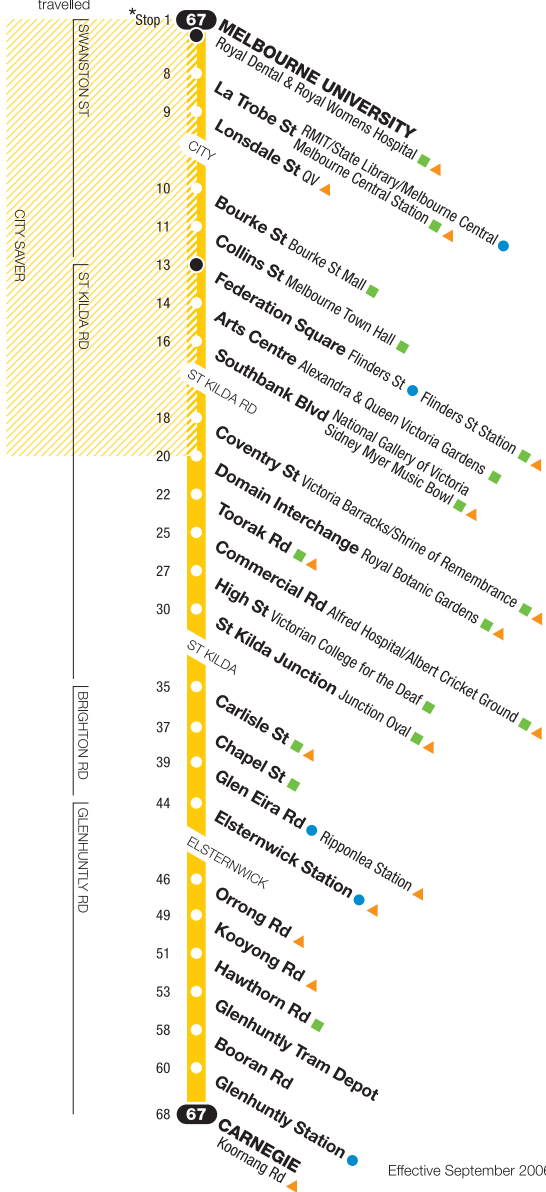 travelled
*Stop 1 67 MELBOURNE UNIVERSITY
Royal Dental & Royal Womens Hospital
8 La Trobe St RMIT/State Library/Melbourne Central
Melbourne Central Station
9 Lonsdale St QV
CITY
10 Bourke St Bourke St Mall
11 Collins St Melbourne Town Hall
13 Federation Square Flinders St Flinders St Station
14 Arts Centre Alexandra & Queen Victoria Gardens
16 Southbank Blvd National Gallery of Victoria
Sidney Myer Music Bowl
ST KILDA RD
18 Coventry St Victoria Barracks/Shrine of Remembrance
20 Domain Interchange Royal Botanic Gardens
22 Toorak Rd
25 Commercial Rd Alfred Hospital/Albert Cricket Ground
27 High St Victorian College for the Deaf
30 St Kilda Junction Junction Oval
ST KILDA
35 Carlisle St
37 Chapel St
39 Glen Eira Rd Ripponlea Station
44 Elsternwick Station
ELSTERNWICK
46 Orrong Rd
49 Kooyong Rd
51 Hawthorn Rd
53 Glenhuntly Tram Depot
58 Booran Rd
60 Glenhuntly Station
68 67 CARNEGIE
Koornang Rd
SWANSTON ST
CITY SAVER
ST KILDA RD
BRIGHTON RD
GLENHUNTLY RD
Effective September 2006